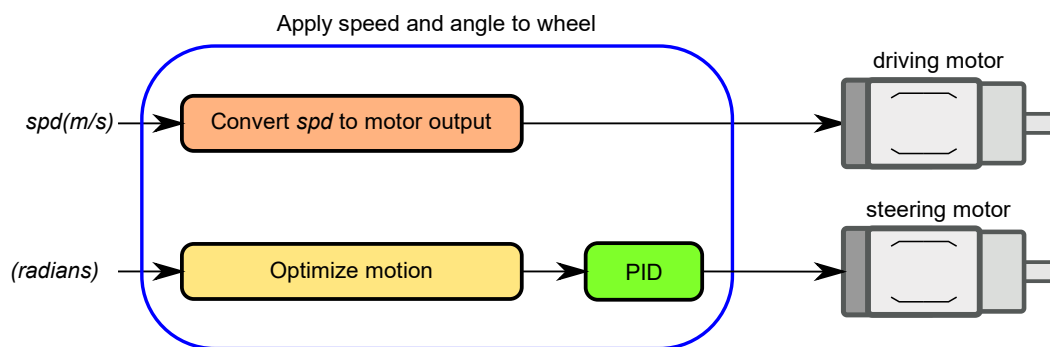 Apply speed and angle to wheel
driving motor
spd(m/s)
Convert spd to motor output
steering motor
(radians)
Optimize motion
PID